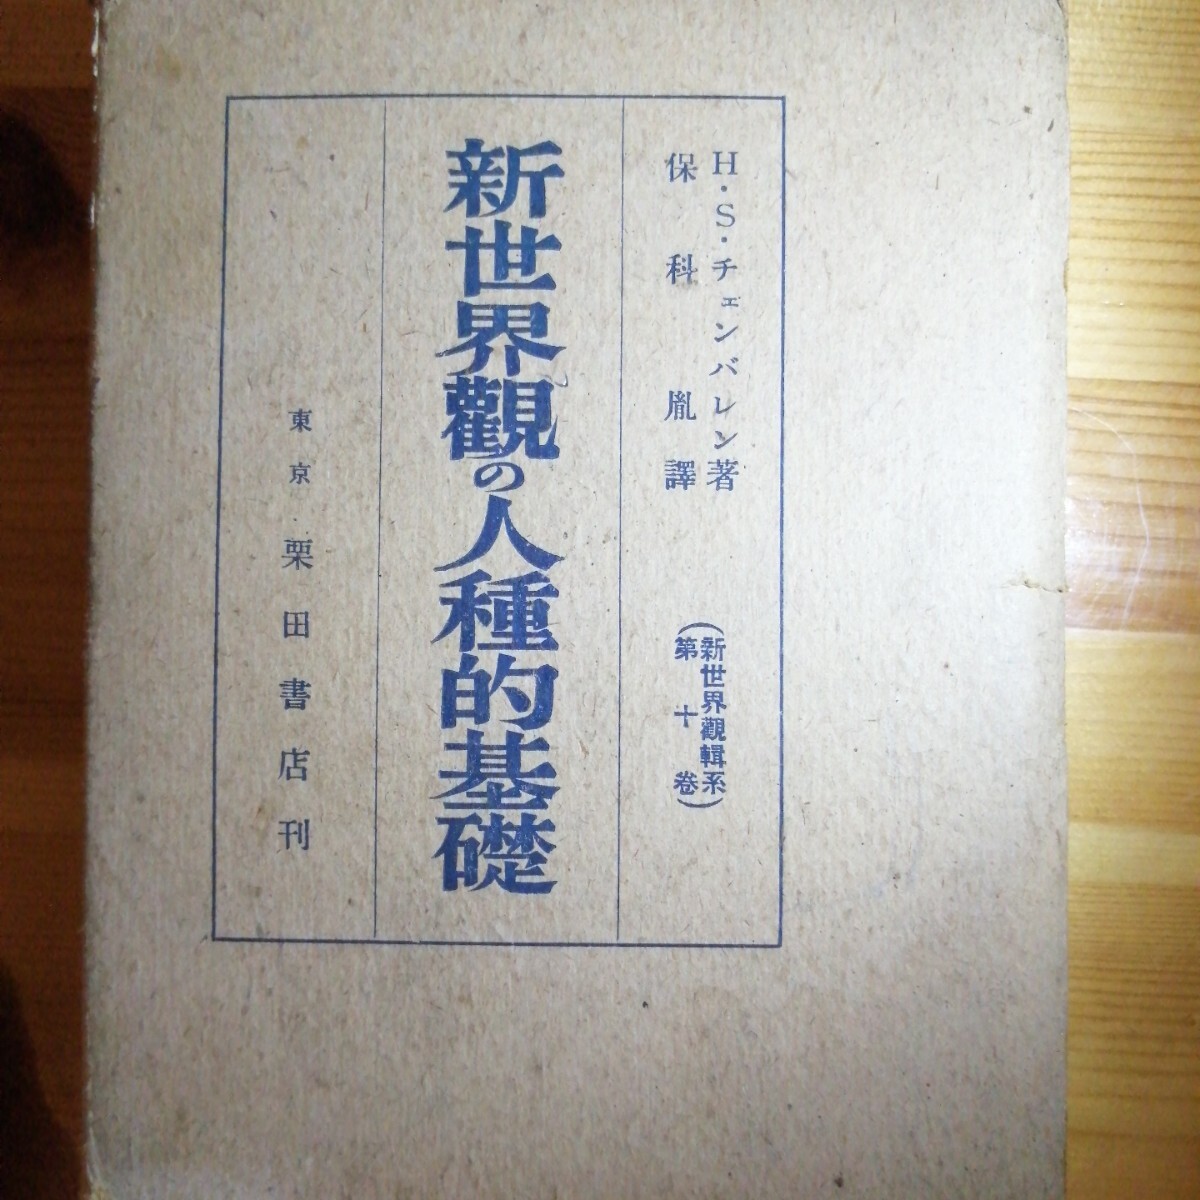 H・S・チェンバレン著
保科胤譯
(新世界觀輯系
第十卷)
新世界觀の人種的基礎
東京 栗田書店刊